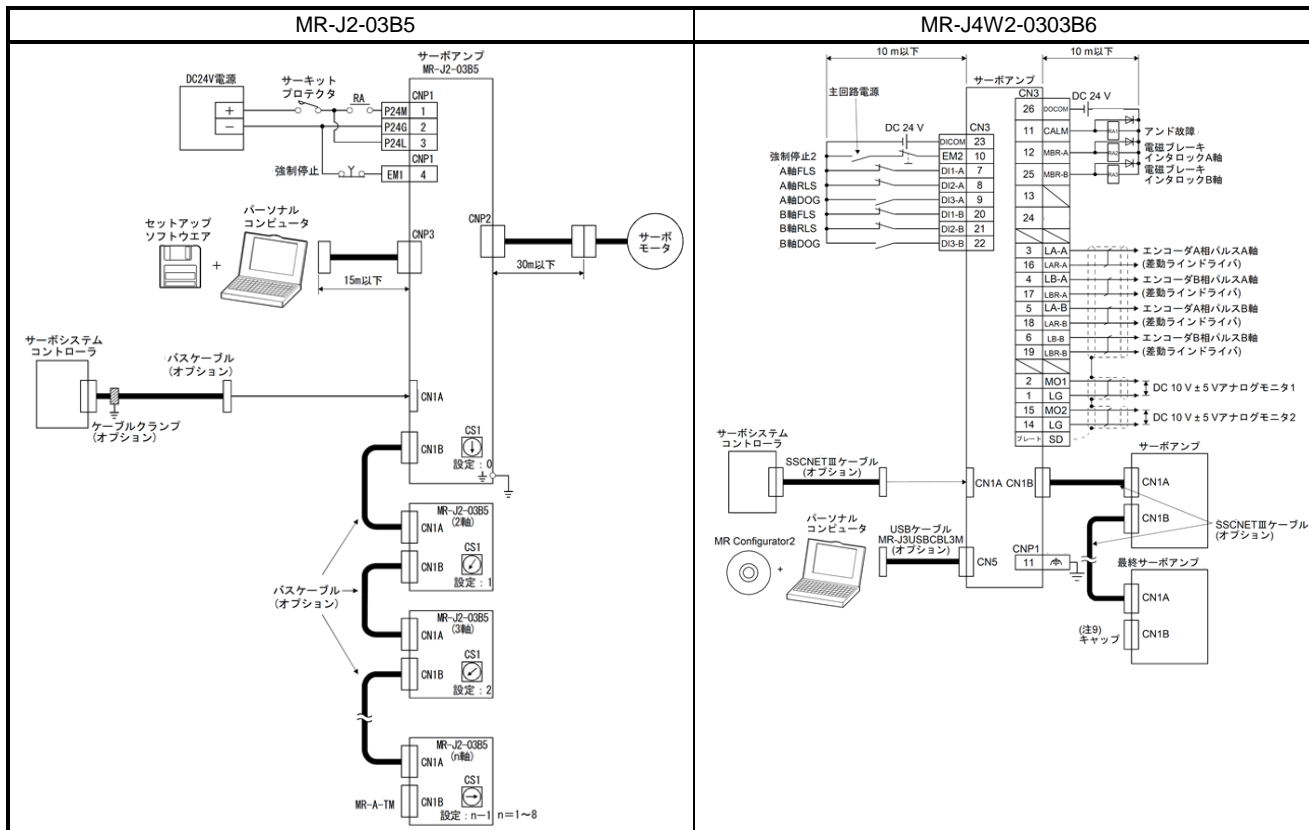 MR-J2-03B5
MR-J4W2-0303B6
サーボアンプ
MR-J2-03B5
DC24V電源
サーキット
プロテクタ
RA
CNP1
+
P24M 1
−
P24G 2
P24L 3
CNP1
強制停止
EM1 4
セットアップ
ソフトウエア
+
パーソナル
コンピュータ
CNP3
15m以下
CNP2
30m以下
サーボ
モータ
サーボシステム
コントローラ
バスケーブル
(オプション)
ケーブルクランプ
(オプション)
CN1A
CN1B
CS1
設定：0
MR-J2-03B5
(2軸)
CN1A
CS1
CN1B
設定：1
バスケーブル
(オプション)
MR-J2-03B5
(3軸)
CN1A
CS1
CN1B
設定：2
MR-J2-03B5
(n軸)
CN1A
CS1
MR-A-TM
CN1B
設定：n−1 n＝1～8
10 m以下
10 m以下
サーボアンプ
主回路電源
DC 24 V
CN3
DICOM 23
強制停止2
EM2 10
A軸FLS
DI1-A 7
A軸RLS
DI2-A 8
A軸DOG
DI3-A 9
B軸FLS
DI1-B 20
B軸RLS
DI2-B 21
B軸DOG
DI3-B 22
CN3
DC 24 V
26 DOCOM
11 CALM RA1 アンド故障
12 MBR-A RA2 電磁ブレーキ
インタロックA軸
25 MBR-B RA3 電磁ブレーキ
インタロックB軸
13
24
3 LA-A エンコーダA相パルスA軸
16 LAR-A (差動ラインドライバ)
4 LB-A エンコーダB相パルスA軸
17 LBR-A (差動ラインドライバ)
5 LA-B エンコーダA相パルスB軸
18 LAR-B (差動ラインドライバ)
6 LB-B エンコーダB相パルスB軸
19 LBR-B (差動ラインドライバ)
2 MO1 DC 10 V ± 5 Vアナログモニタ1
1 LG
15 MO2 DC 10 V ± 5 Vアナログモニタ2
14 LG
プレート SD
サーボシステム
コントローラ
SSCNETⅢケーブル
(オプション)
CN1A CN1B
サーボアンプ
CN1A
CN1B
SSCNETⅢケーブル
(オプション)
MR Configurator2
+
パーソナル
コンピュータ
USBケーブル
MR-J3USBCBL3M
(オプション)
CN5
CNP1
11
最終サーボアンプ
CN1A
(注9)
キャップ
CN1B